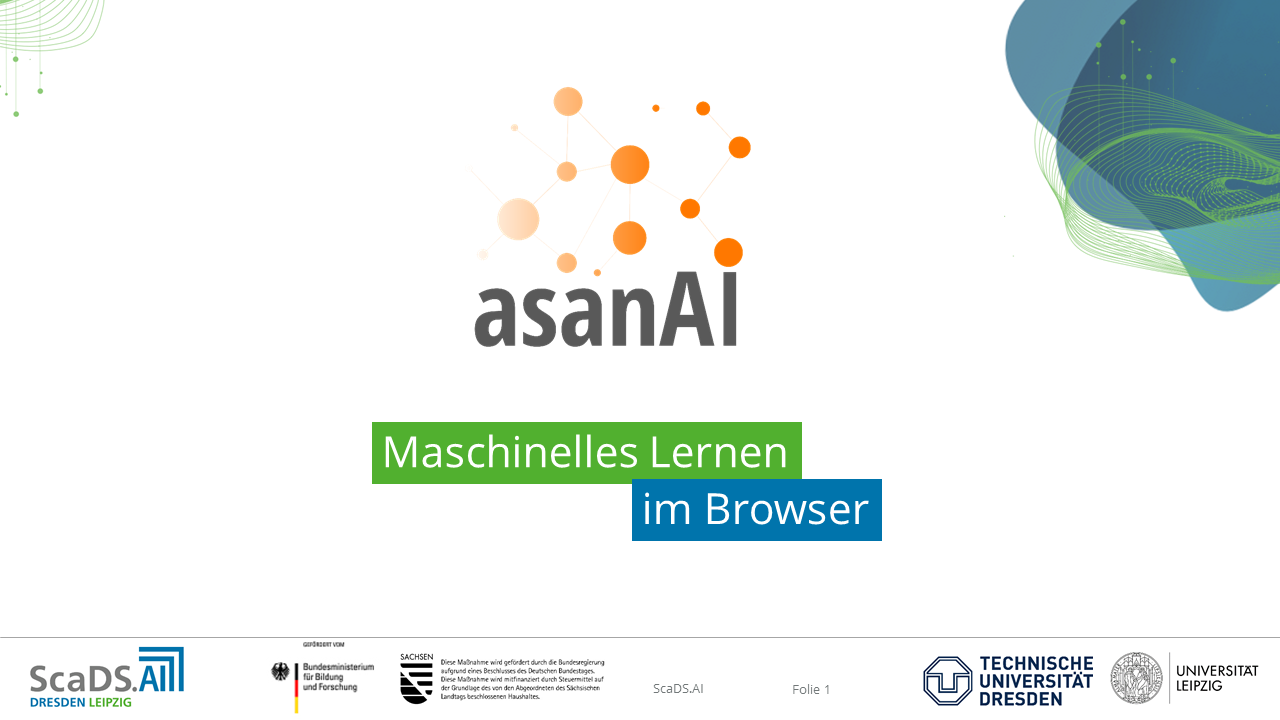 asanAI
Maschinelles Lernen
im Browser
ScaDS.AI
DRESDEN LEIPZIG
GEFÖRDERT VOM
Bundesministerium
für Bildung
und Forschung
SACHSEN
Diese Maßnahme wird gefördert durch die Bundesregierung
aufgrund eines Beschlusses des Deutschen Bundestages.
Diese Maßnahme wird mitfinanziert durch Steuermittel auf
der Grundlage des von den Abgeordneten des Sächsischen
Landtags beschlossenen Haushaltes.
ScaDS.AI
Folie 1
TECHNISCHE
UNIVERSITÄT
DRESDEN
UNIVERSITÄT
LEIPZIG